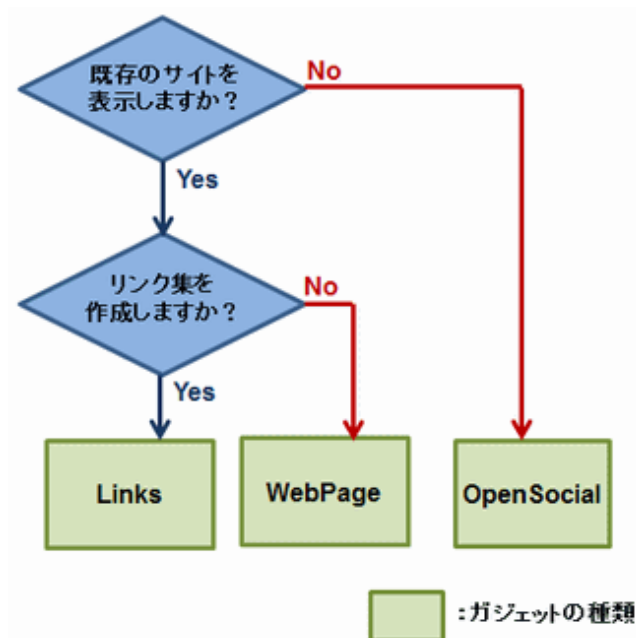 既存のサイトを
表示しますか？
No
Yes
リンク集を
作成しますか？
No
Yes
Links
WebPage
OpenSocial
：ガジェットの種類